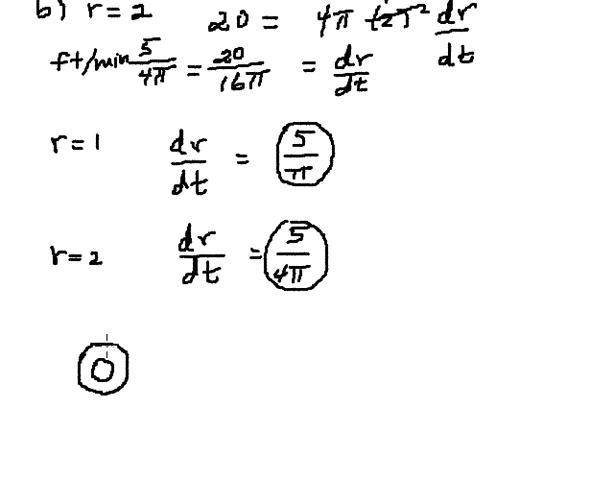 b) r = 2 20 = 4π (2)² dr/dt
ft/min 5/4π = 20/16π = dr/dt
r = 1 dr/dt = 5/π
r = 2 dr/dt = 5/4π